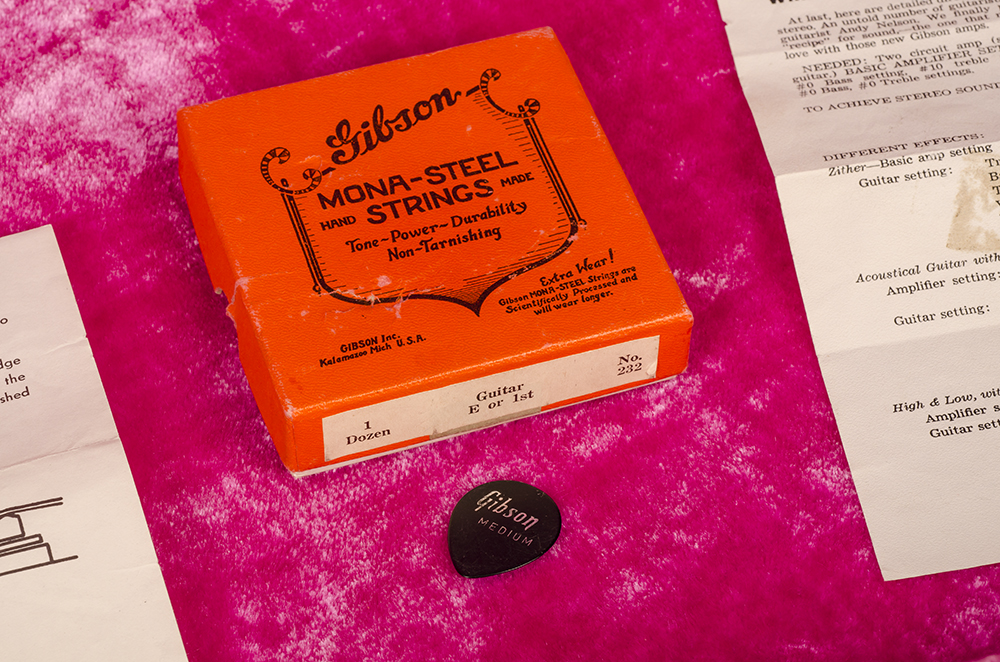 Gibson
MONA-STEEL
HAND STRINGS MADE
Tone~Power~Durability
Non-Tarnishing
Extra Wear!
Gibson MONA-STEEL Strings are
Scientifically Processed and
will wear longer.
GIBSON Inc.
Kalamazoo Mich U.S.A.
1
Dozen
Guitar
E or 1st
No.
232
Gibson
MEDIUM
o
dge
the
shed
At last, here are detailed
stereo. An untold number of guitarist
guitarist Andy Nelson. We finally
"recipe" for sound, the one that
love with those new Gibson amps.
NEEDED: Two circuit amp
guitar.) BASIC AMPLIFIER SET
#0 Bass setting, #10 treble
#0 Bass, #0 Treble settings.
TO ACHIEVE STEREO SOUND
DIFFERENT EFFECTS:
Zither—Basic amp setting
Guitar setting:
Acoustical Guitar with
Amplifier setting:
Guitar setting:
High & Low, wit
Amplifier s
Guitar sett